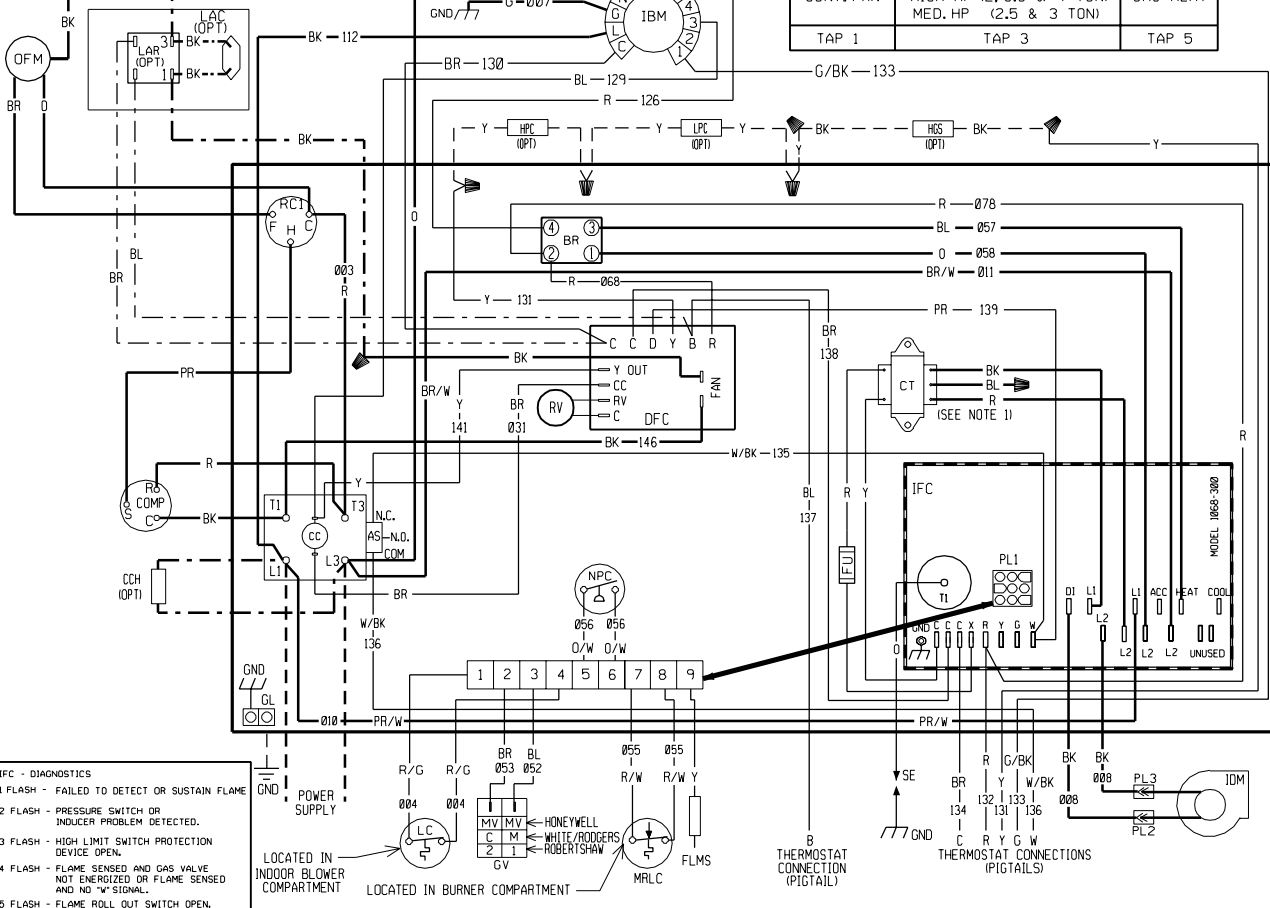 LAC
(OPT)
BK
GND
G-007
IBM
G
L
C
4
3
2
1
MED. HP (2.5 & 3 TON)
TAP 1 TAP 3 TAP 5
OFM
LAR
(OPT)
3 BK
1 BK
BK 112
BR 130
BL 129
R 126
G/BK 133
BR O
BK
Y HPC
(OPT)
Y LPC Y
(OPT)
Y
BK HGS BK
(OPT)
Y
RC1
F H C
O
BL
BR
003
R
4 3
BR
2 1
R 078
BL 057
O 058
BR/W 011
R 068
Y 131
PR 139
BR
138
C C D Y B R
BK
Y OUT
CC
RV
C
FAN
DFC
RV
PR
BR/W
Y
141
BR
031
BK 146
CT
BK
BL
R
(SEE NOTE 1)
R
W/BK 135
R
R
COMP
S
C
BK
Y
T1 T3
CC
L1 L3
N.C.
AS N.O.
COM
BL
137
R Y
FU
IFC
MODEL 1068-300
T1
PL1
D1 L1 L1 ACC HEAT COOL
L2
L2 L2 L2 UNUSED
GND C C C X R Y G W
O
CCH
(OPT)
BR
W/BK
136
NPC
056 056
O/W O/W
1 2 3 4 5 6 7 8 9
GND
GL
010 PR/W PR/W
GND
POWER
SUPPLY
R/G R/G
004 004
LC
BR
053
BL
052
MV MV HONEYWELL
C M WHITE/RODGERS
2 1 ROBERTSHAW
GV
055 055
R/W R/W Y
MRLC
FLMS
LOCATED IN
INDOOR BLOWER
COMPARTMENT
LOCATED IN BURNER COMPARTMENT
B
THERMOSTAT
CONNECTION
(PIGTAIL)
SE
GND
BR
134
R
132
Y
131
G/BK
133
W/BK
136
C R Y G W
THERMOSTAT CONNECTIONS
(PIGTAILS)
BK
008
BK
008
PL3
PL2
IDM
IFC - DIAGNOSTICS
1 FLASH - FAILED TO DETECT OR SUSTAIN FLAME
2 FLASH - PRESSURE SWITCH OR
INDUCER PROBLEM DETECTED.
3 FLASH - HIGH LIMIT SWITCH PROTECTION
DEVICE OPEN.
4 FLASH - FLAME SENSED AND GAS VALVE
NOT ENERGIZED OR FLAME SENSED
AND NO "W" SIGNAL.
5 FLASH - FLAME ROLL OUT SWITCH OPEN.